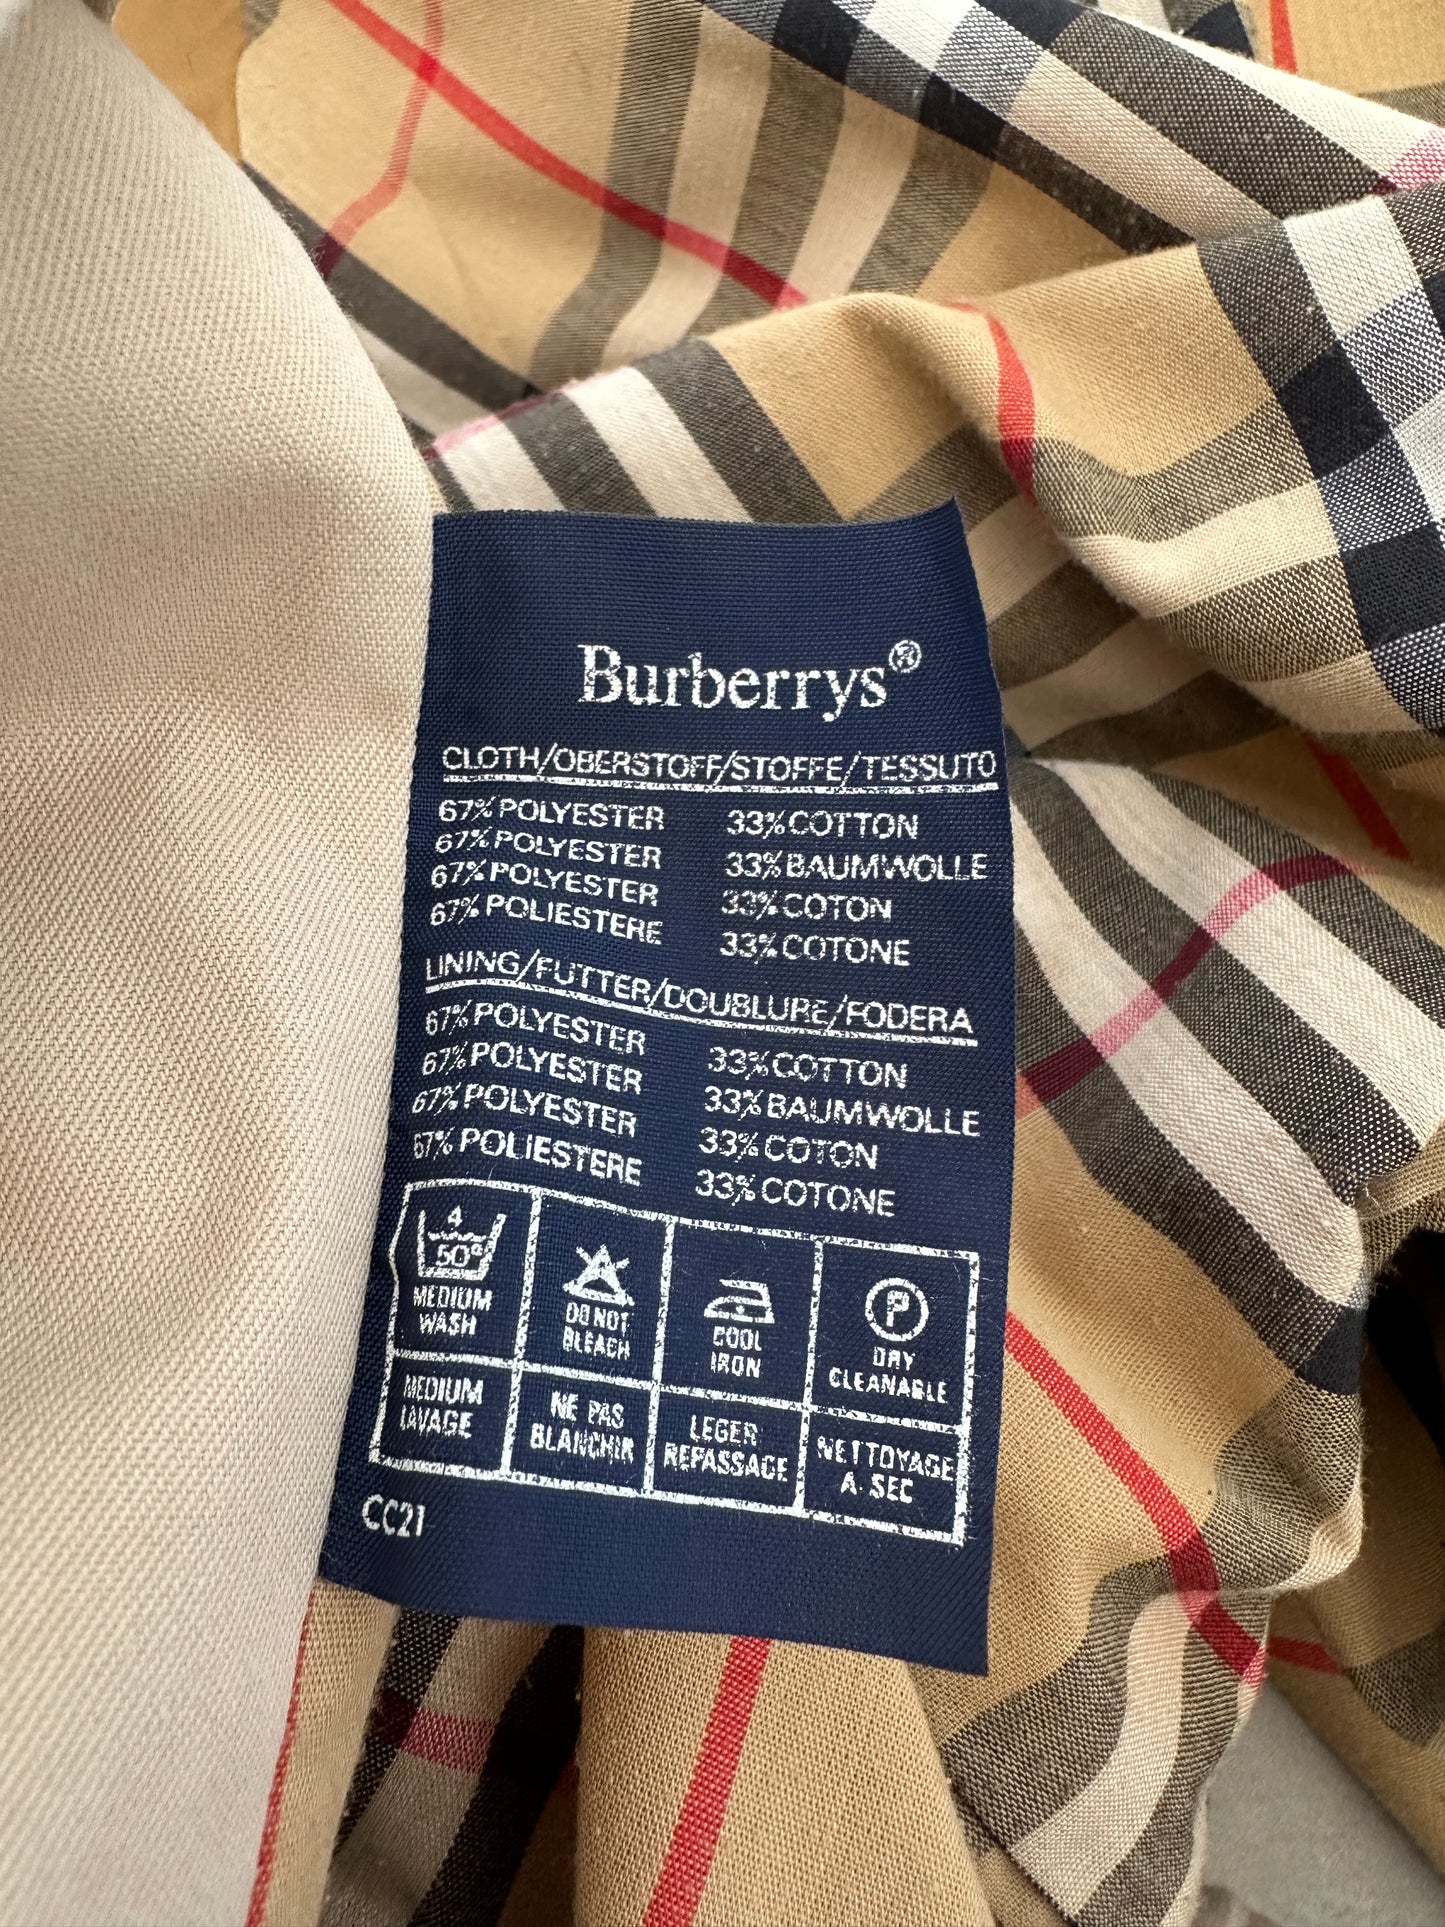 Burberrys®
CLOTH/OBERSTOFF/STOFFE/TESSUTO
67% POLYESTER 33% COTTON
67% POLYESTER 33% BAUMWOLLE
67% POLYESTER 33% COTON
67% POLIESTERE 33% COTONE
LINING/FUTTER/DOUBLURE/FODERA
67% POLYESTER 33% COTTON
67% POLYESTER 33% BAUMWOLLE
67% POLYESTER 33% COTON
67% POLIESTERE 33% COTONE
4
50°
MEDIUM
WASH
DO NOT
BLEACH
COOL
IRON
P
DRY
CLEANABLE
MEDIUM
LAVAGE
NE PAS
BLANCHIR
LEGER
REPASSAGE
NETTOYAGE
A. SEC
CC21